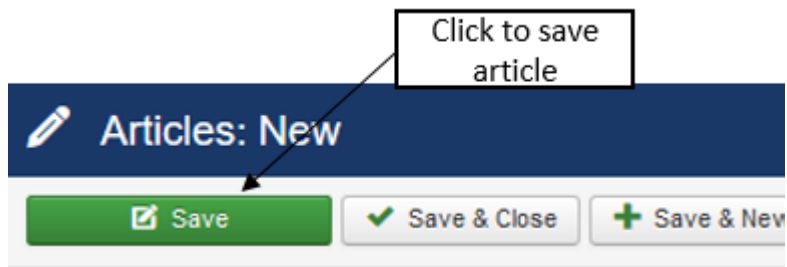 Click to save
article
Articles: New
Save
Save & Close
Save & New